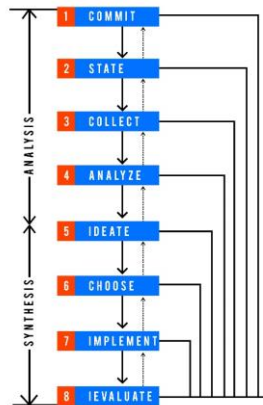 1 COMMIT
2 STATE
3 COLLECT
4 ANALYZE
5 IDEATE
6 CHOOSE
7 IMPLEMENT
8 IEVALUATE
ANALYSIS
SYNTHESIS